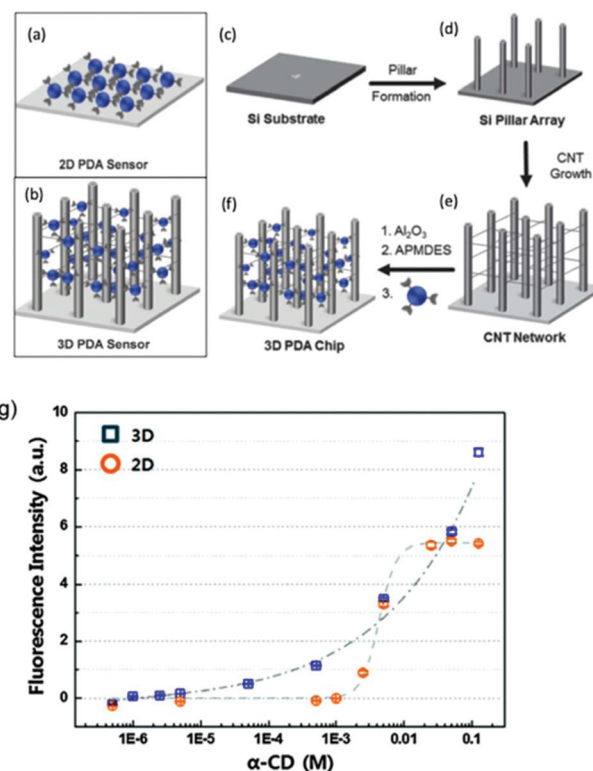 (a)
2D PDA Sensor
(b)
3D PDA Sensor
(c)
Si Substrate
Pillar
Formation
(d)
Si Pillar Array
CNT
Growth
(e)
CNT Network
1. Al₂O₃
2. APMDES
3.
(f)
3D PDA Chip
g)
3D
2D
Fluorescence Intensity (a.u.)
10
8
6
4
2
0
1E-6 1E-5 1E-4 1E-3 0.01 0.1
α-CD (M)